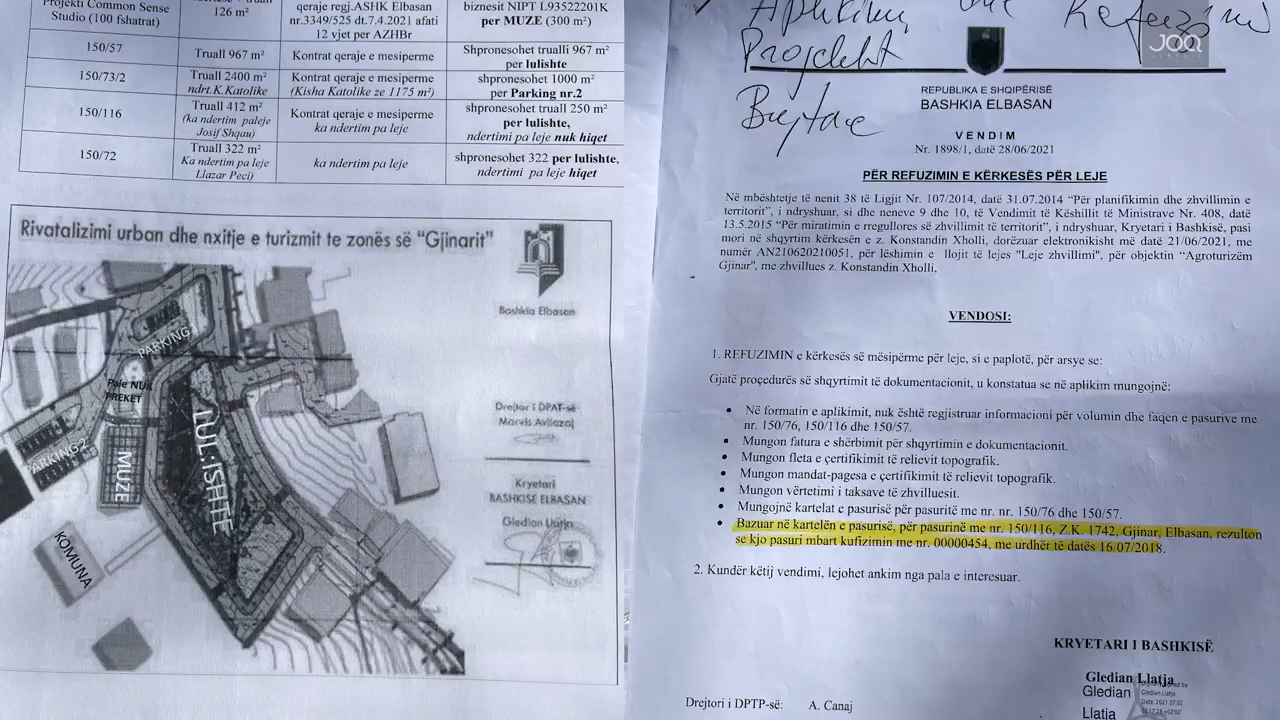 Projekti Common Sense
Studio (100 fshatrat)
126 m²
qeraje regj.ASHK Elbasan
nr.3349/525 dt.7.4.2021 afati
12 vjet per AZHBr
biznesit NIPT L93522201K
per MUZE (300 m²)
150/57
Truall 967 m²
Kontrat qeraje e mesiperme
Shpronesohet trualli 967 m²
per lulishte
150/73/2
Truall 2400 m²
ndrt.K.Katolike
Kontrat qeraje e mesiperme
(Kisha Katolike ze 1175 m²)
shpronesohet 1000 m²
per Parking nr.2
150/116
Truall 412 m²
(ka ndertim paleje
Josif Shqau)
Kontrat qeraje e mesiperme
ka ndertim pa leje
shpronesohet truall 250 m²
per lulishte,
ndertimi pa leje nuk hiqet
150/72
Truall 322 m²
Ka ndertim pa leje
Llazar Peci)
ka ndertim pa leje
shpronesohet 322 per lulishte,
ndertimi pa leje hiqet
Rivatalizimi urban dhe nxitje e turizmit te zonës së "Gjinarit"
Bashkia Elbasan
PARKING
Pale NUK
PREKET
PARKING2
MUZE
LULISHTE
KOMUNA
Drejtor i DPAT-së
Marvis Avllazaj
Kryetari
BASHKISE ELBASAN
Gledian Llatja
Aplikimi dhe Refuzimi
Projektit
JOQ
REPUBLIKA E SHQIPËRISË
BASHKIA ELBASAN
VENDIM
Nr. 1898/1, datë 28/06/2021
PËR REFUZIMIN E KËRKESËS PËR LEJE
Në mbështetje të nenit 38 të Ligjit Nr. 107/2014, datë 31.07.2014 "Për planifikimin dhe zhvillimin e
territorit", i ndryshuar, si dhe neneve 9 dhe 10, të Vendimit të Këshillit të Ministrave Nr. 408, datë
13.5.2015 "Për miratimin e rregullores së zhvillimit të territorit", i ndryshuar, Kryetari i Bashkisë, pasi
mori në shqyrtim kërkesën e z. Konstandin Xholli, dorëzuar elektronikisht më datë 21/06/2021, me
numër AN210620210051, për lëshimin e llojit të lejes "Leje zhvillimi", për objektin "Agroturizëm
Gjinar", me zhvillues z. Konstandin Xholli,
VENDOSI:
1. REFUZIMIN e kërkesës së mësipërme për leje, si e paplotë, për arsye se:
Gjatë procedurës së shqyrtimit të dokumentacionit, u konstatua se në aplikim mungojnë:
• Në formatin e aplikimit, nuk është regjistruar informacioni për volumin dhe faqen e pasurive me
nr. 150/76, 150/116 dhe 150/57.
• Mungon fatura e shërbimit për shqyrtimin e dokumentacionit.
• Mungon fleta e çertifikimit të relievit topografik.
• Mungon mandat-pagesa e çertifikimit të relievit topografik.
• Mungon vërtetimi i taksave të zhvilluesit.
• Mungojnë kartelat e pasurisë për pasuritë me nr. nr. 150/76 dhe 150/57.
• Bazuar në kartelën e pasurisë, për pasurinë me nr. 150/116, Z.K. 1742, Gjinar, Elbasan, rezulton
se kjo pasuri mbart kufizimin me nr. 00000454, me urdhër të datës 16/07/2018.
2. Kundër këtij vendimi, lejohet ankim nga pala e interesuar.
KRYETARI I BASHKISË
Gledian Llatja
Gledian
Llatja
Drejtori i DPTP-së: A. Canaj